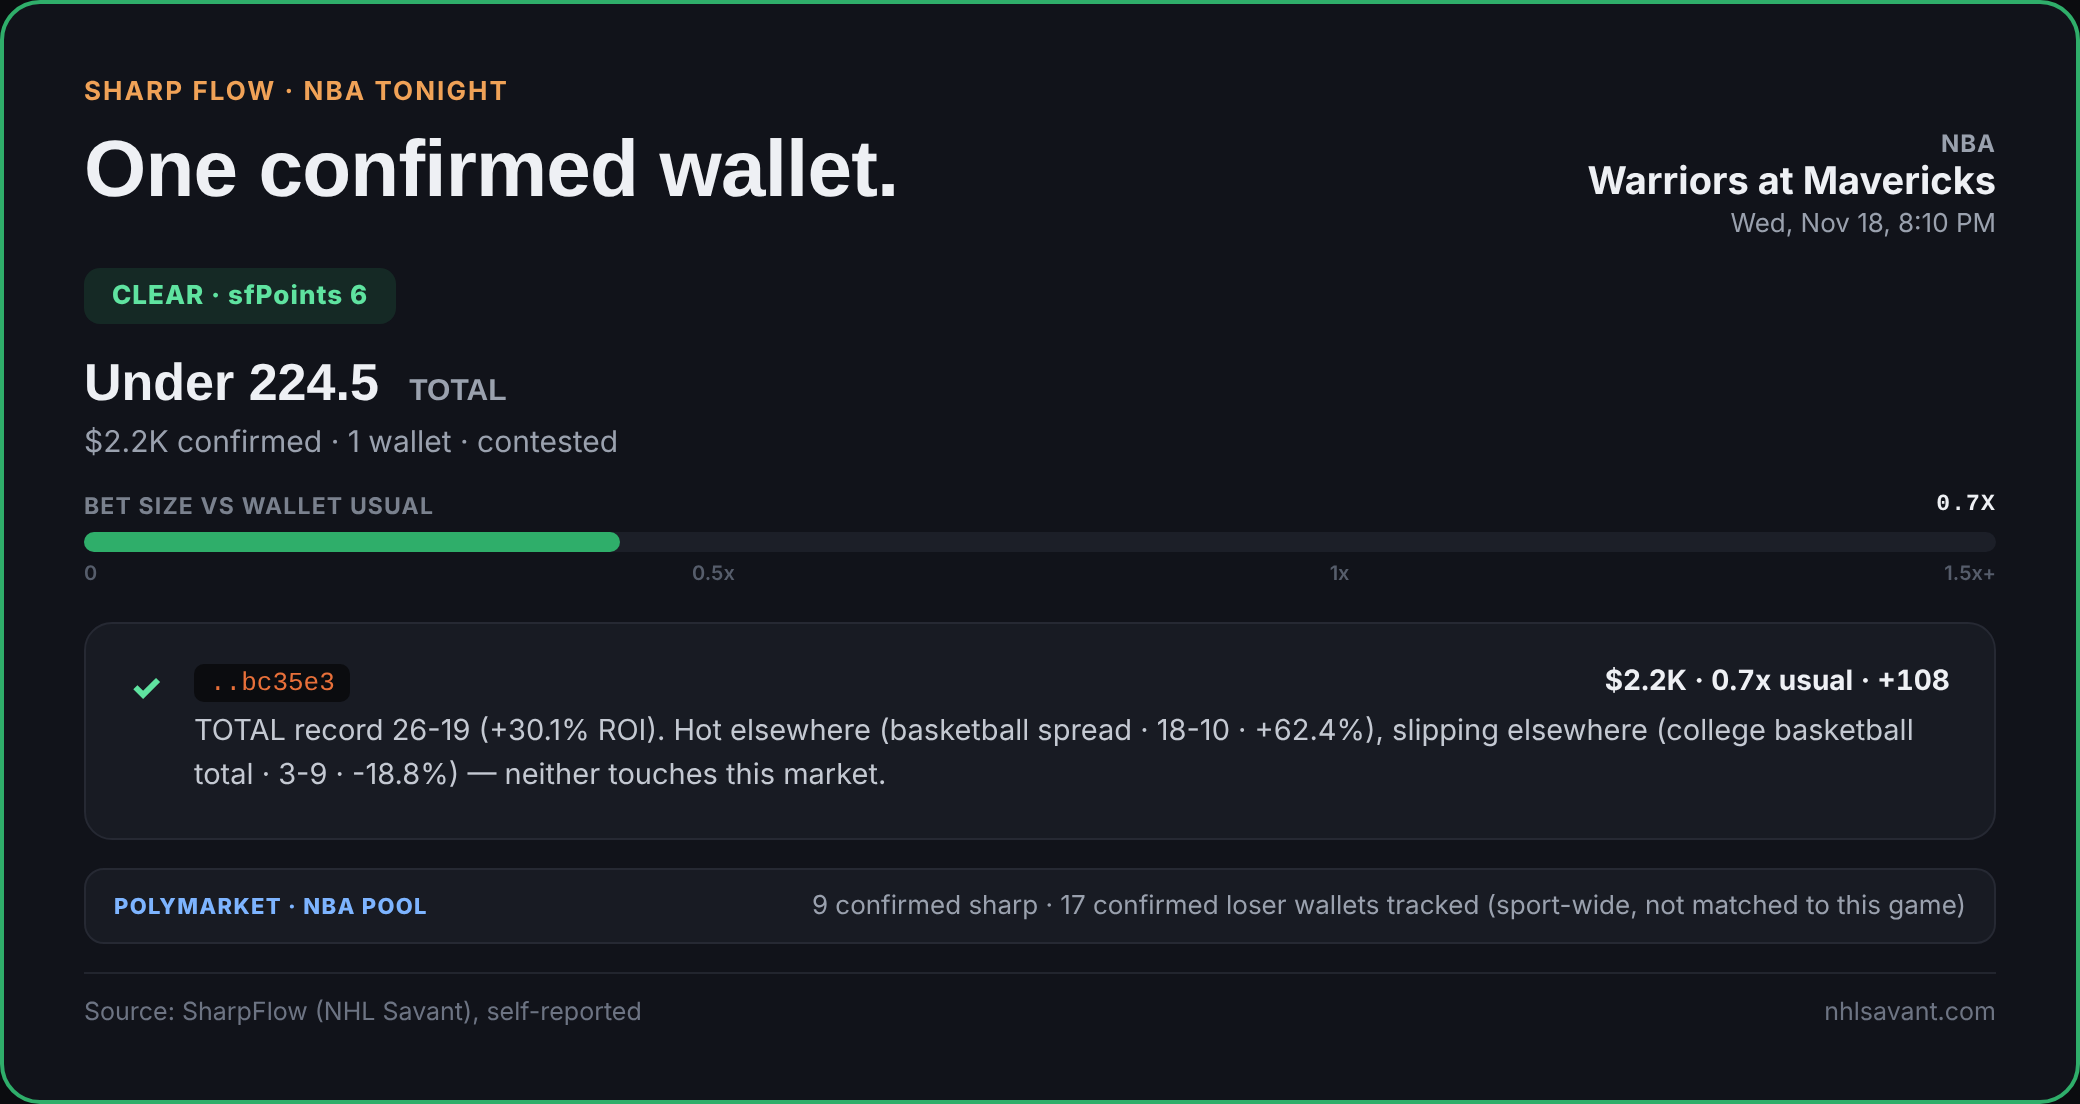 SHARP FLOW · NBA TONIGHT
One confirmed wallet.
NBA
Warriors at Mavericks
Wed, Nov 18, 8:10 PM
CLEAR · sfPoints 6
Under 224.5 TOTAL
$2.2K confirmed · 1 wallet · contested
BET SIZE VS WALLET USUAL 0.7X
0 0.5x 1x 1.5x+
..bc35e3 $2.2K · 0.7x usual · +108
TOTAL record 26-19 (+30.1% ROI). Hot elsewhere (basketball spread · 18-10 · +62.4%), slipping elsewhere (college basketball
total · 3-9 · -18.8%) — neither touches this market.
POLYMARKET · NBA POOL 9 confirmed sharp · 17 confirmed loser wallets tracked (sport-wide, not matched to this game)
Source: SharpFlow (NHL Savant), self-reported nhlsavant.com